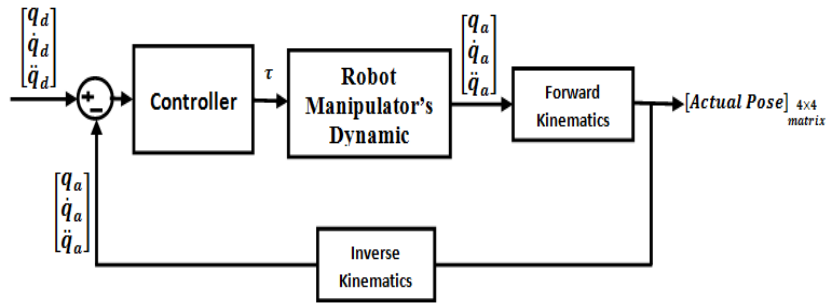 [q_d
q̇_d
q̈_d]
+
−
Controller
τ
Robot
Manipulator's
Dynamic
[q_a
q̇_a
q̈_a]
Forward
Kinematics
[Actual Pose] 4×4
matrix
[q_a
q̇_a
q̈_a]
Inverse
Kinematics